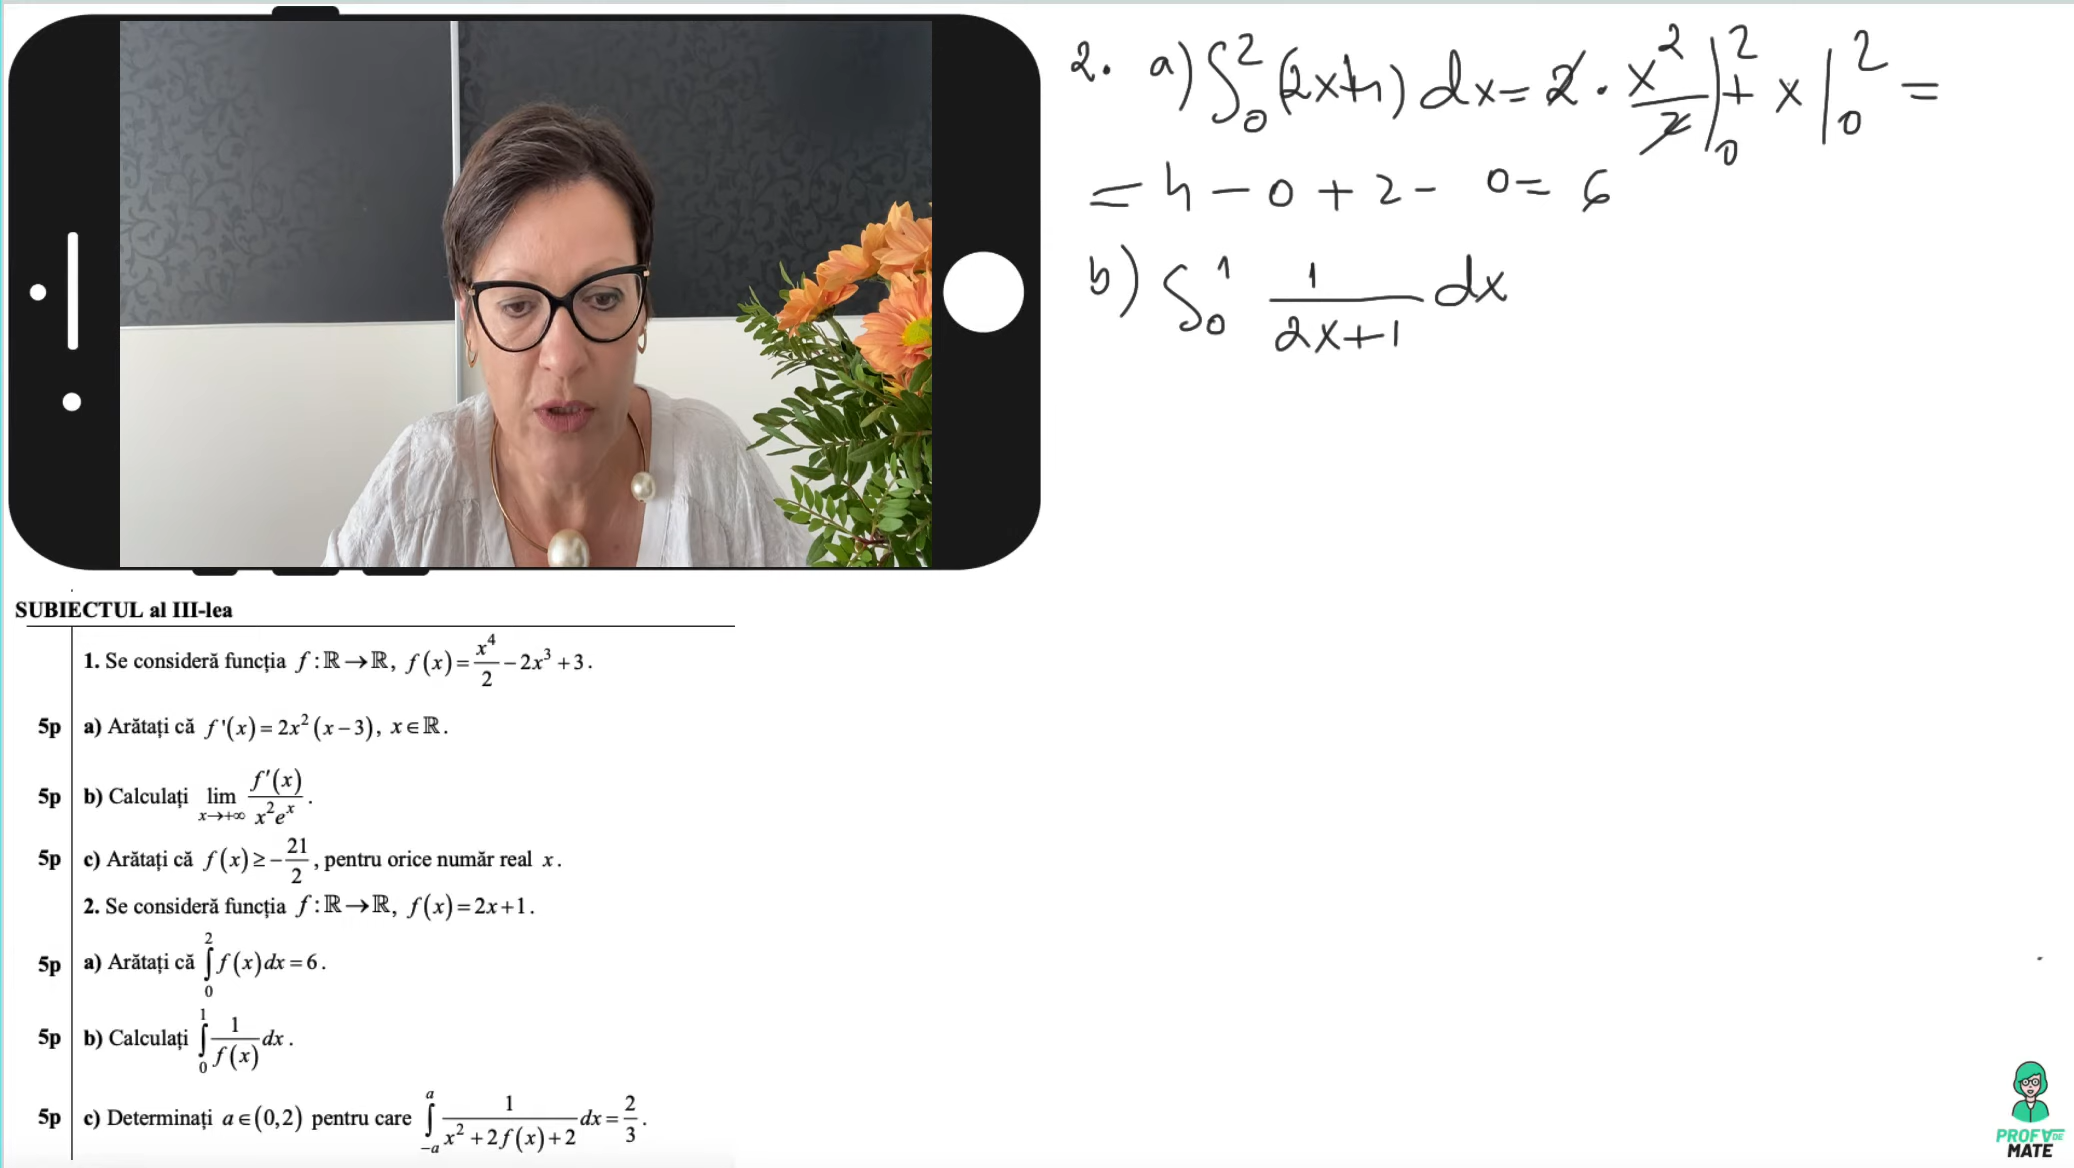 2. a) ∫₀² (2x+1) dx = 2 · x²/2 |₀² + x |₀² =
= 4 - 0 + 2 - 0 = 6
b) ∫₀¹ 1/(2x+1) dx
SUBIECTUL al III-lea
1. Se consideră funcția f : ℝ → ℝ, f(x) = x⁴/2 − 2x³ + 3.
5p a) Arătați că f'(x) = 2x²(x − 3), x ∈ ℝ.
5p b) Calculați lim x→+∞ f'(x)/(x²eˣ).
5p c) Arătați că f(x) ≥ −21/2, pentru orice număr real x.
2. Se consideră funcția f : ℝ → ℝ, f(x) = 2x + 1.
5p a) Arătați că ∫₀² f(x)dx = 6.
5p b) Calculați ∫₀¹ 1/f(x) dx.
5p c) Determinați a ∈ (0,2) pentru care ∫₋ₐᵃ 1/(x² + 2f(x) + 2) dx = 2/3.
PROFA DE
MATE